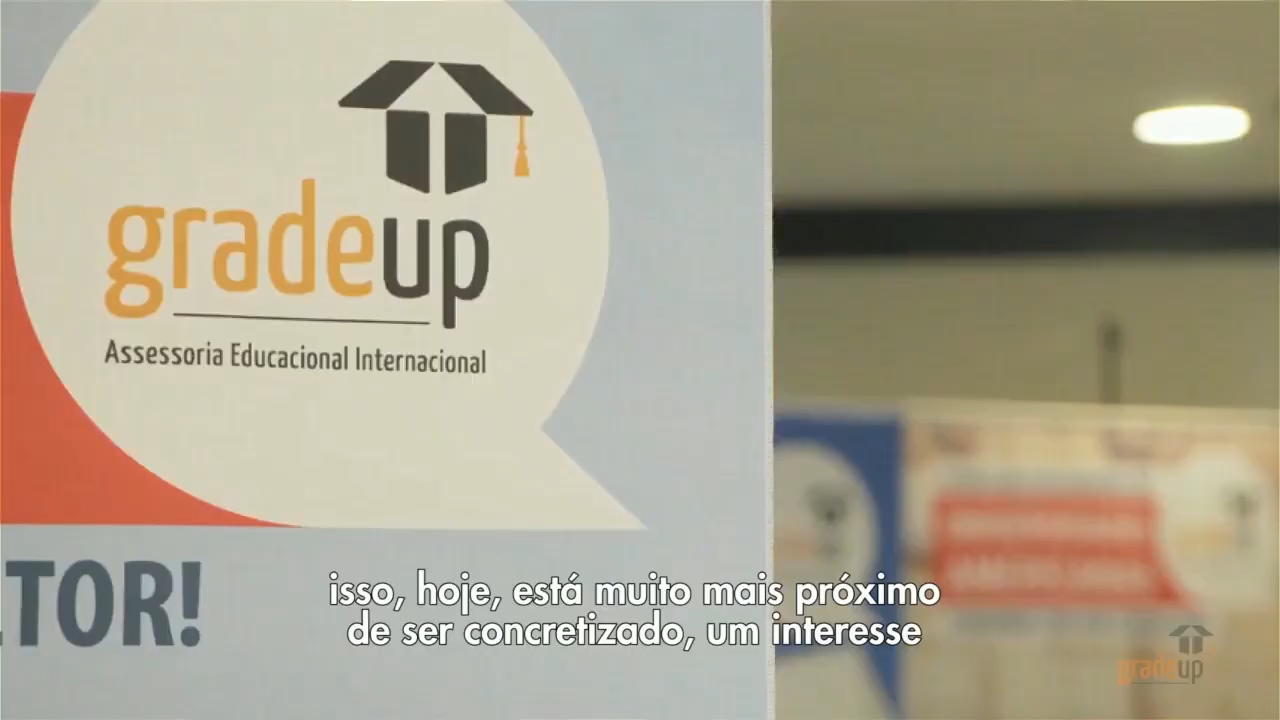 gradeup
Assessoria Educacional Internacional
TOR!
isso, hoje, está muito mais próximo
de ser concretizado, um interesse
gradeup